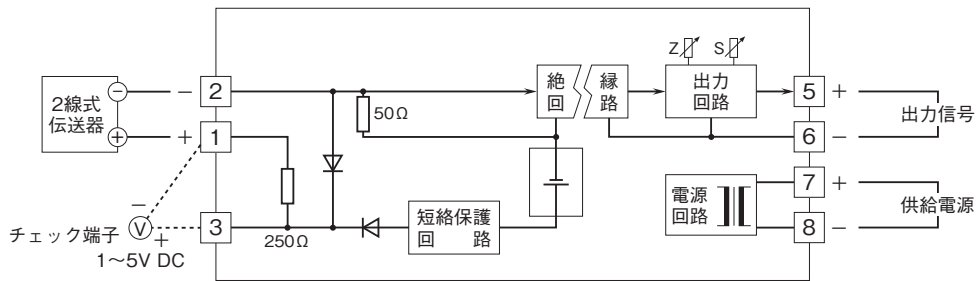 2線式
伝送器
−
+
−
+
2
1
3
チェック端子
V
−
+
1～5V DC
250Ω
50Ω
短絡保護
回 路
絶 縁
回 路
Z
S
出力
回路
電源
回路
5
6
7
8
+
−
+
−
出力信号
供給電源